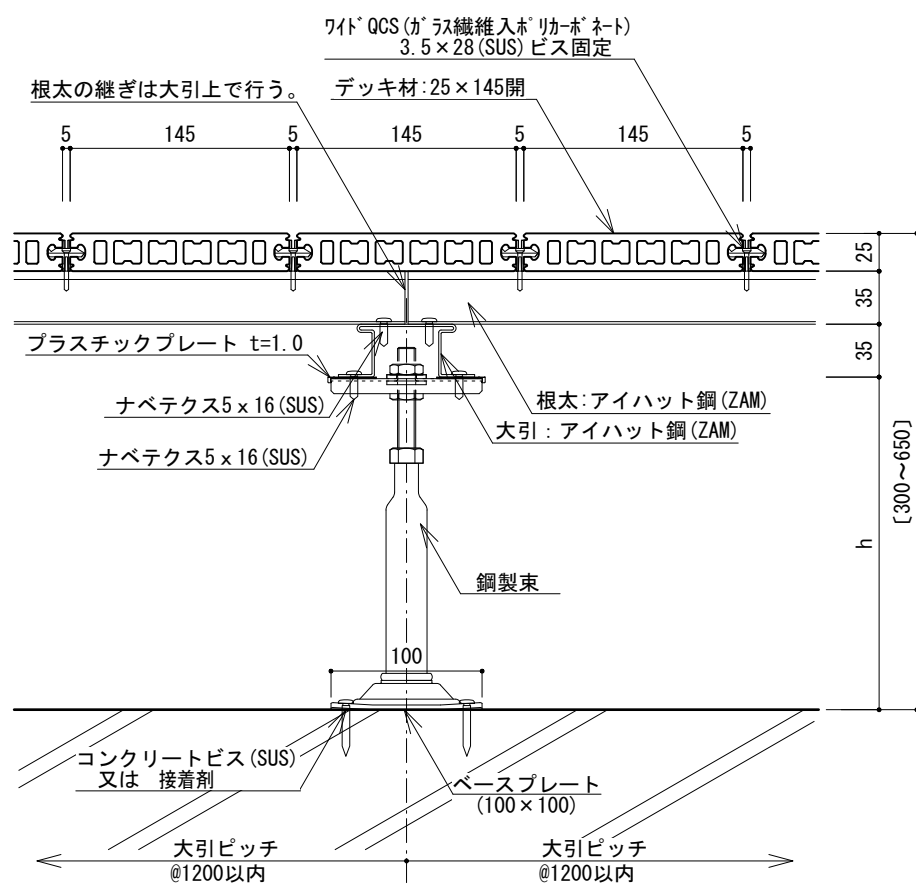 ワイドQCS(ガラス繊維入ポリカーボネート)
3.5×28(SUS)ビス固定
根太の継ぎは大引上で行う。
デッキ材:25×145開
5
145
5
145
5
145
5
25
35
35
プラスチックプレート t=1.0
根太:アイハット鋼(ZAM)
ナベテクス5x16(SUS)
大引:アイハット鋼(ZAM)
ナベテクス5x16(SUS)
[300~650]
h
鋼製束
100
コンクリートビス(SUS)
又は 接着剤
ベースプレート
(100×100)
大引ピッチ
@1200以内
大引ピッチ
@1200以内